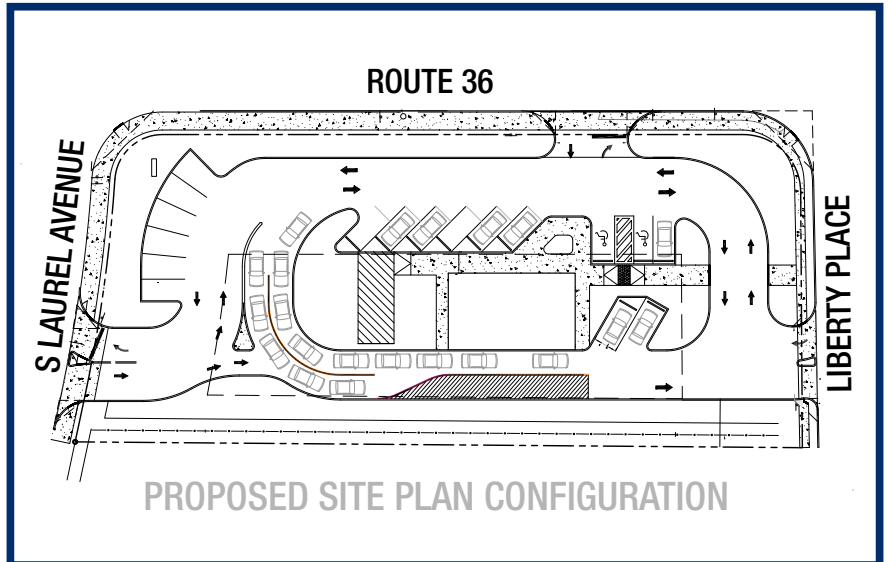 ROUTE 36
S LAUREL AVENUE
LIBERTY PLACE
PROPOSED SITE PLAN CONFIGURATION